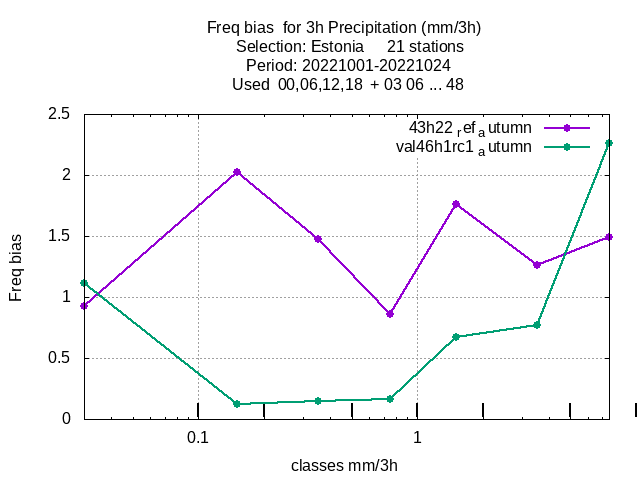 Freq bias  for 3h Precipitation (mm/3h)
Selection: Estonia     21 stations
Period: 20221001-20221024
Used  00,06,12,18  + 03 06 ... 48
43h22 ref autumn
val46h1rc1 autumn
2.5
2
1.5
1
0.5
0
Freq bias
0.1 1
classes mm/3h